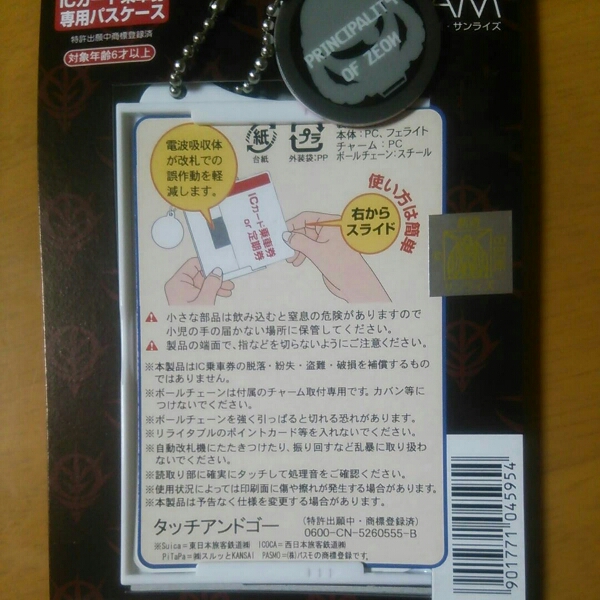 専用パスケース
特許出願中商標登録済
対象年齢6才以上
AM
・サンライズ
PRINCIPALITY
OF ZEON
電波吸収体
が改札での
誤作動を軽
減します。
紙
台紙
プラ
外装袋:PP
本体:PC、フェライト
チャーム:PC
ボールチェーン:スチール
使い方は簡単
右から
スライド
ICカード乗車券
or
定期券
小さな部品は飲み込むと窒息の危険がありますので
小児の手の届かない場所に保管してください。
製品の端面で、指などを切らないようにご注意ください。
※本製品はIC乗車券の脱落・紛失・盗難・破損を補償するもの
ではありません。
※ボールチェーンは付属のチャーム取付専用です。カバン等に
つけないでください。
※ボールチェーンを強く引っぱると切れる恐れがあります。
※リライタブルのポイントカード等を入れないでください。
※自動改札機にたたきつけたり、振り回すなど乱暴に取り扱わ
ないでください。
※読取り部に確実にタッチして処理音をご確認ください。
※使用状況によっては印刷面に傷や擦れが発生する場合があります。
※本製品は予告なく仕様を変更する場合があります。
タッチアンドゴー
(特許出願中・商標登録済)
0600-CN-5260555-B
※Suica=東日本旅客鉄道㈱ ICOCA=西日本旅客鉄道㈱
PiTaPa=㈱スルッとKANSAI PASMO=(株)パスモの商標登録です。
901771 045954